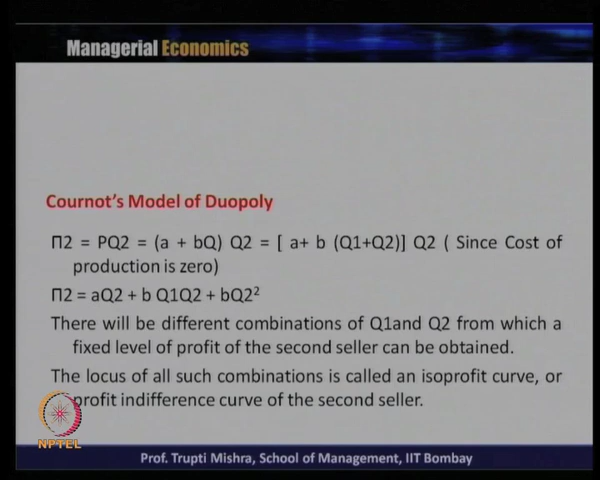 Managerial Economics
Cournot's Model of Duopoly
Π2 = PQ2 = (a + bQ) Q2 = [ a+ b (Q1+Q2)] Q2 ( Since Cost of
production is zero)
Π2 = aQ2 + b Q1Q2 + bQ2²
There will be different combinations of Q1and Q2 from which a
fixed level of profit of the second seller can be obtained.
The locus of all such combinations is called an isoprofit curve, or
profit indifference curve of the second seller.
NPTEL
Prof. Trupti Mishra, School of Management, IIT Bombay